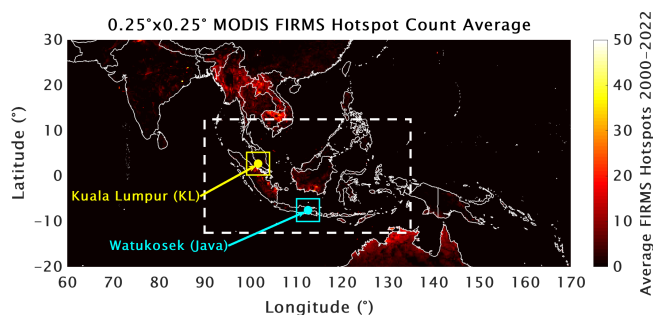 0.25°x0.25° MODIS FIRMS Hotspot Count Average
30
20
10
0
−10
−20
Latitude (°)
Kuala Lumpur (KL)
Watukosek (Java)
60 70 80 90 100 110 120 130 140 150 160 170
Longitude (°)
50
40
30
20
10
0
Average FIRMS Hotspots 2000−2022